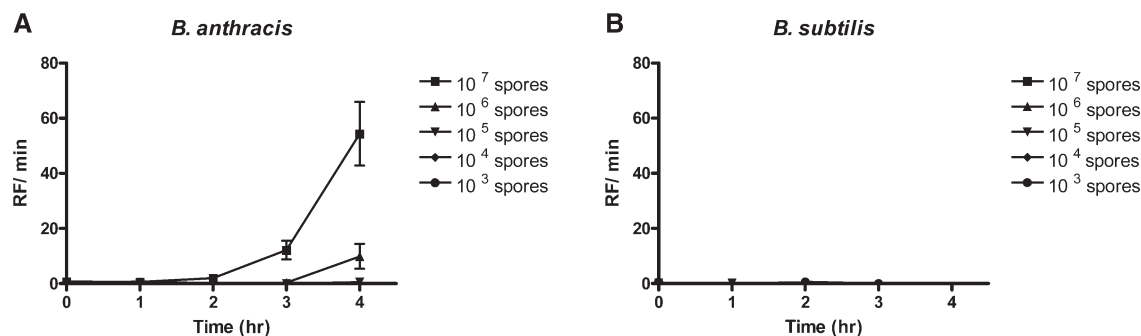 A
B. anthracis
80
60
40
20
0
RF/ min
0 1 2 3 4
Time (hr)
10 7 spores
10 6 spores
10 5 spores
10 4 spores
10 3 spores
B
B. subtilis
80
60
40
20
0
RF/ min
0 1 2 3 4
Time (hr)
10 7 spores
10 6 spores
10 5 spores
10 4 spores
10 3 spores